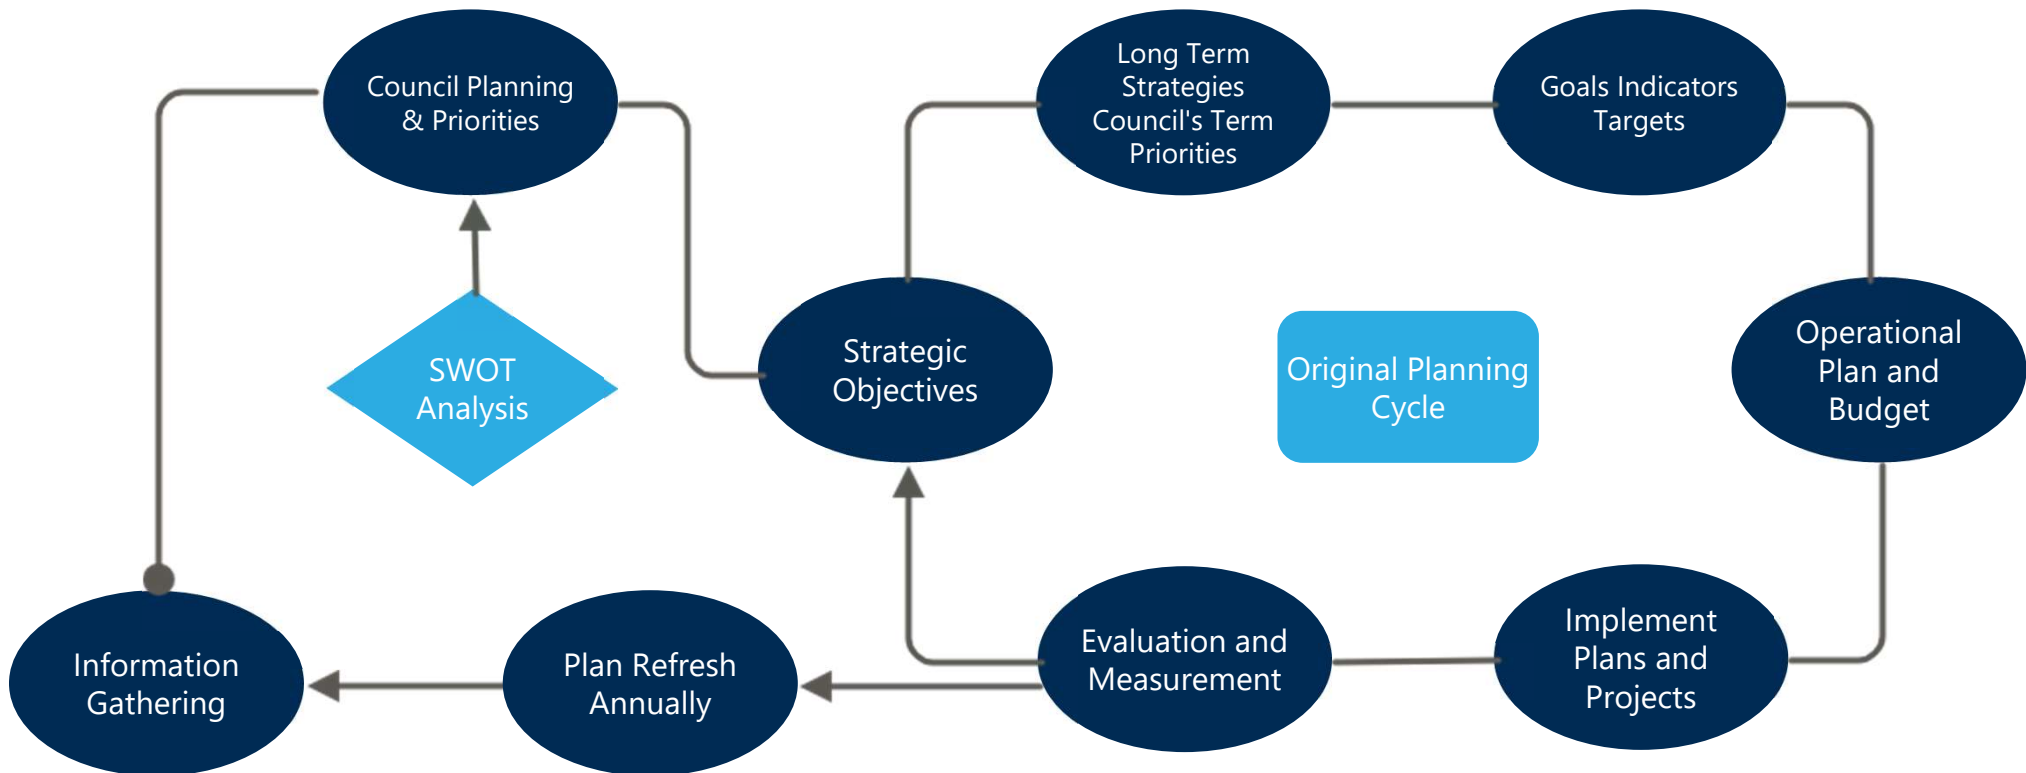 Council Planning
& Priorities
Long Term
Strategies
Council's Term
Priorities
Goals Indicators
Targets
SWOT
Analysis
Strategic
Objectives
Original Planning
Cycle
Operational
Plan and
Budget
Information
Gathering
Plan Refresh
Annually
Evaluation and
Measurement
Implement
Plans and
Projects